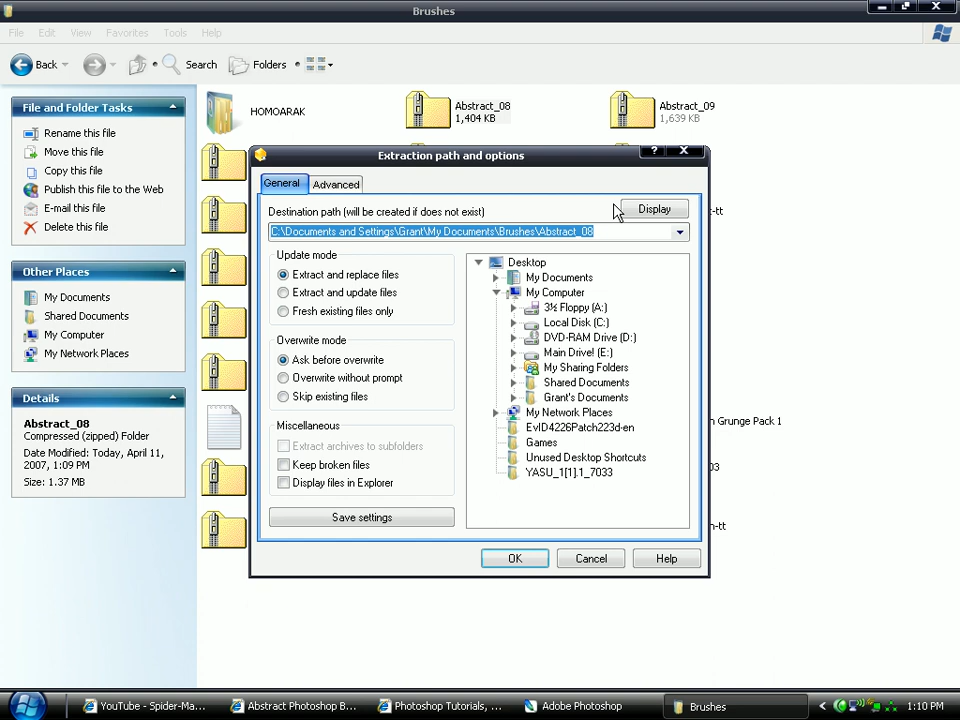 Brushes
File Edit View Favorites Tools Help
Back Search Folders
File and Folder Tasks
Rename this file
Move this file
Copy this file
Publish this file to the Web
E-mail this file
Delete this file
Other Places
My Documents
Shared Documents
My Computer
My Network Places
Details
Abstract_08
Compressed (zipped) Folder
Date Modified: Today, April 11,
2007, 1:09 PM
Size: 1.37 MB
HOMOARAK
Abstract_08
1,404 KB
Abstract_09
1,639 KB
-tt
n Grunge Pack 1
03
n-tt
Extraction path and options
?
General Advanced
Destination path (will be created if does not exist)
Display
C:\Documents and Settings\Grant\My Documents\Brushes\Abstract_08
Update mode
Extract and replace files
Extract and update files
Fresh existing files only
Overwrite mode
Ask before overwrite
Overwrite without prompt
Skip existing files
Miscellaneous
Extract archives to subfolders
Keep broken files
Display files in Explorer
Save settings
Desktop
My Documents
My Computer
3½ Floppy (A:)
Local Disk (C:)
DVD-RAM Drive (D:)
Main Drive! (E:)
My Sharing Folders
Shared Documents
Grant's Documents
My Network Places
EvID4226Patch223d-en
Games
Unused Desktop Shortcuts
YASU_1[1].1_7033
OK Cancel Help
YouTube - Spider-Ma... Abstract Photoshop B... Photoshop Tutorials, ... Adobe Photoshop Brushes 1:10 PM